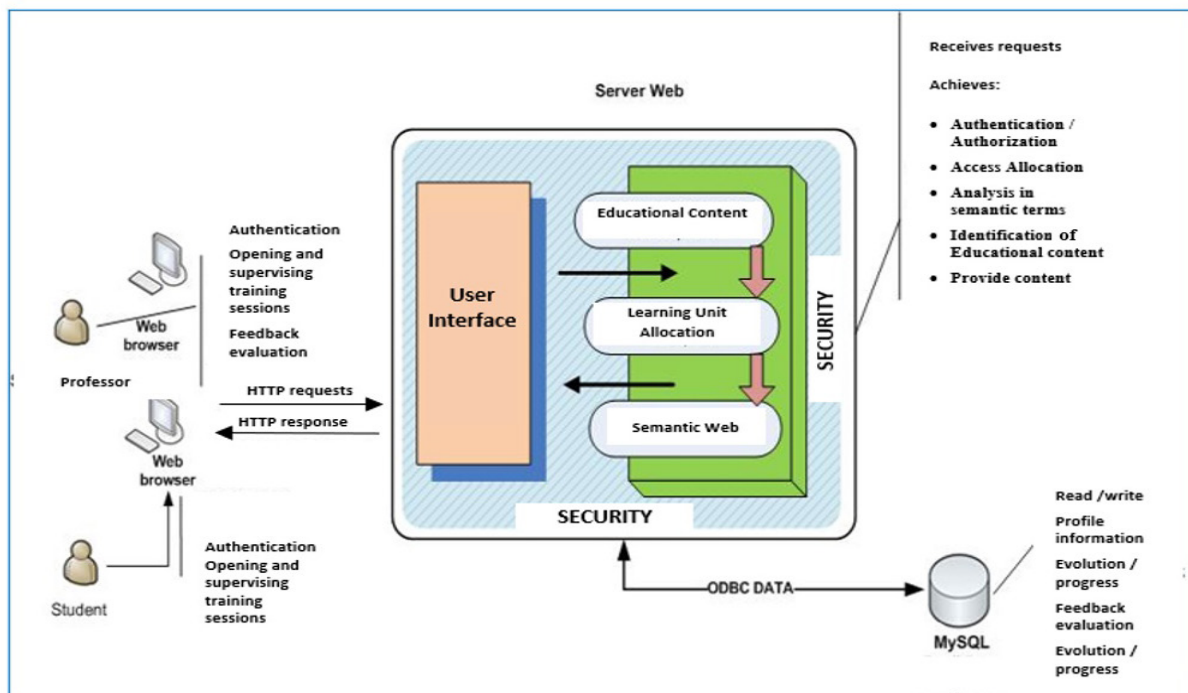 Receives requests
Achieves:
Server Web
• Authentication /
Authorization
• Access Allocation
• Analysis in
semantic terms
• Identification of
Educational content
• Provide content
Educational Content
Authentication
Opening and
supervising
training
sessions
Feedback
evaluation
Web
browser
Professor
User
Interface
Learning Unit
Allocation
SECURITY
HTTP requests
HTTP response
Semantic Web
Web
browser
SECURITY
Authentication
Opening and
supervising
training
sessions
Student
ODBC DATA
MySQL
Read /write
Profile
information
Evolution /
progress
Feedback
evaluation
Evolution /
progress